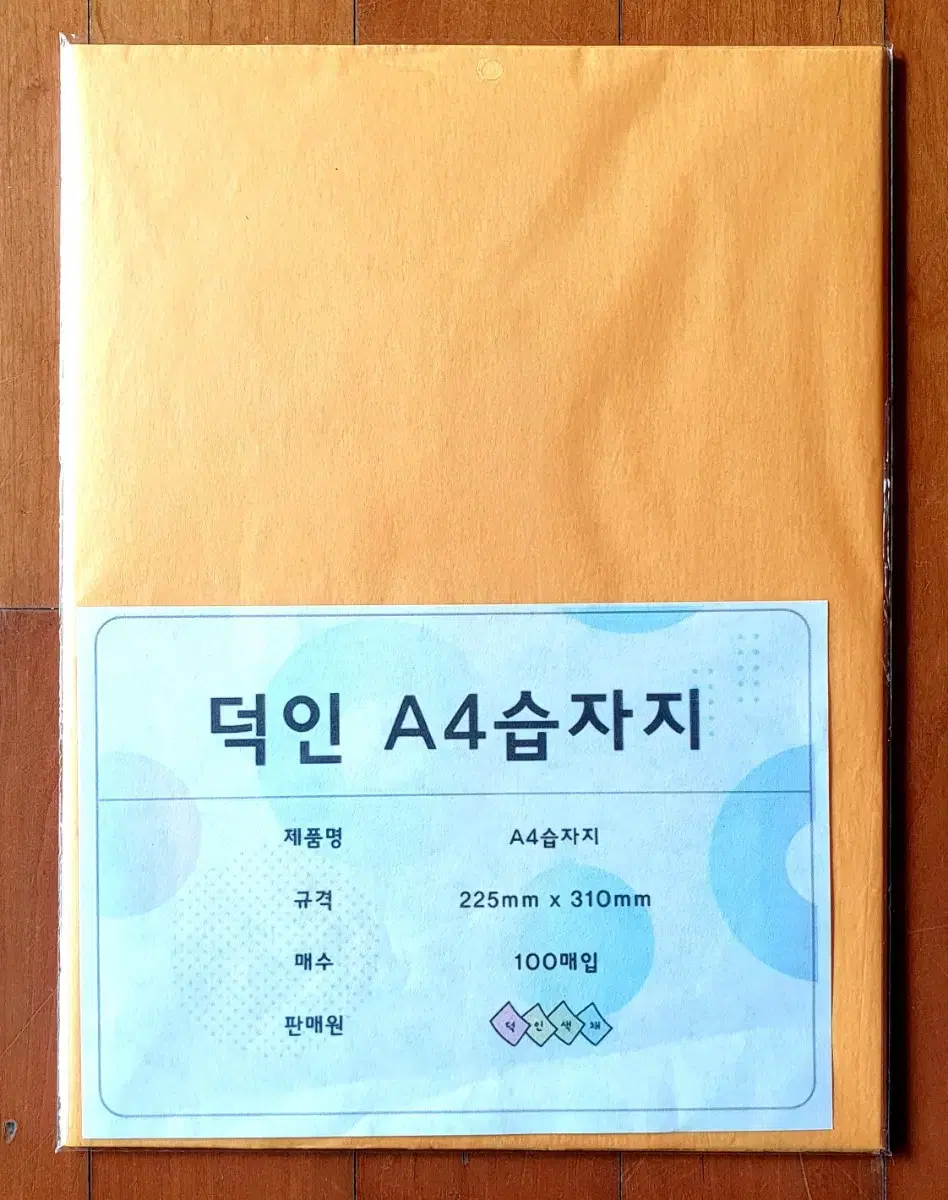 덕인 A4습자지
제품명 A4습자지
규격 225mm x 310mm
매수 100매입
판매원 덕인색채